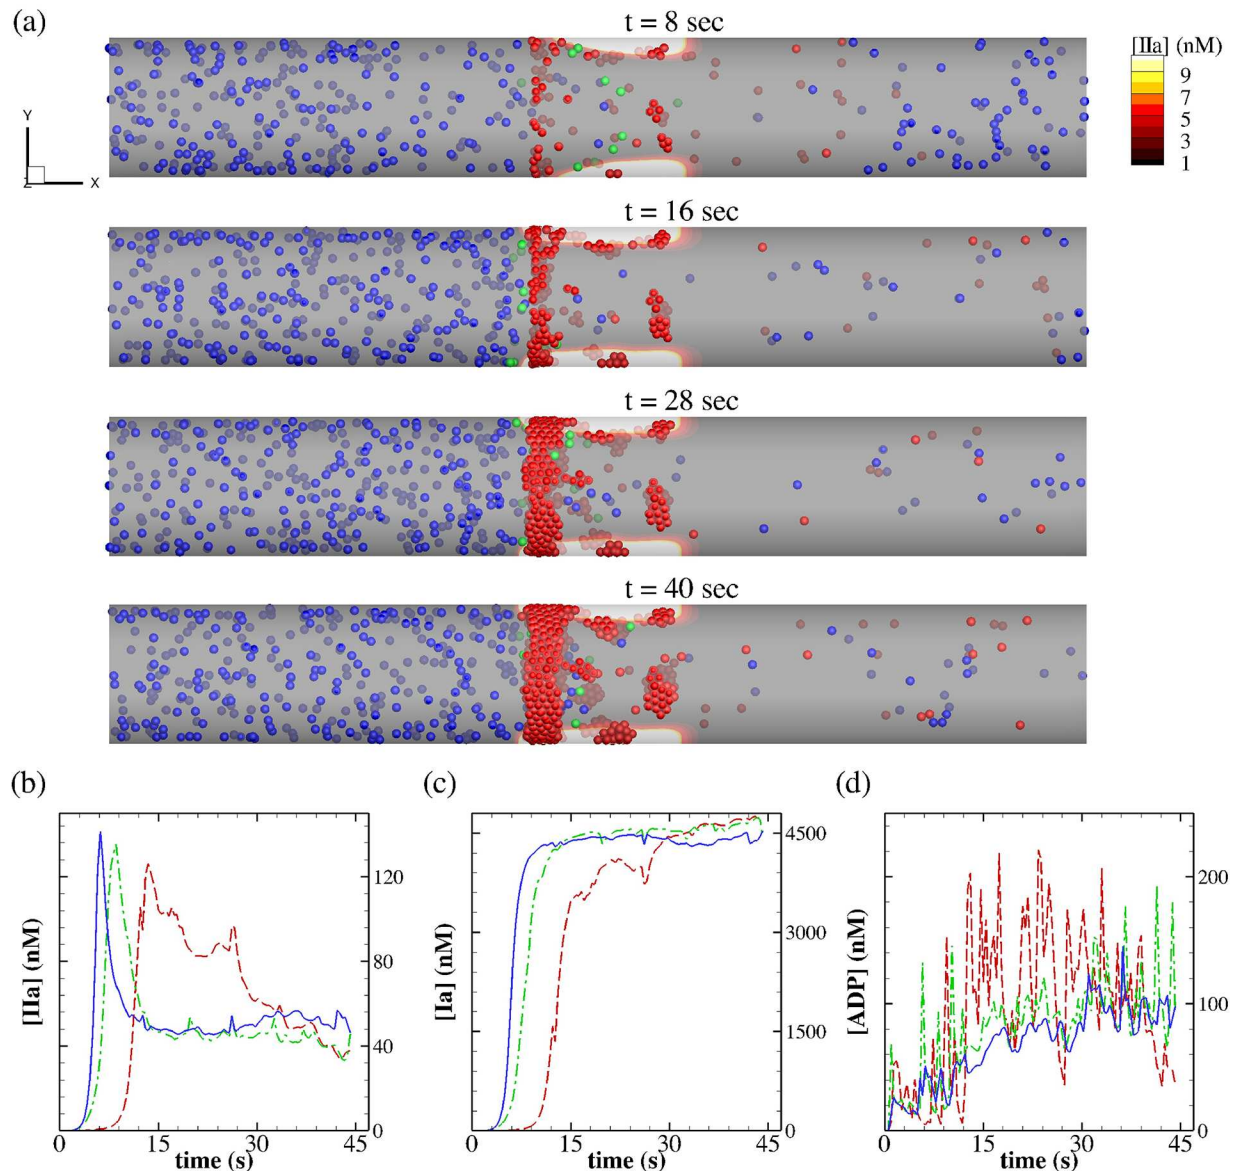 (a)
t = 8 sec
[IIa] (nM)
9
7
5
3
1
Y
Z
X
t = 16 sec
t = 28 sec
t = 40 sec
(b)
(c)
(d)
[IIa] (nM)
120
80
40
0
0 15 30 45
time (s)
[Ia] (nM)
4500
3000
1500
0
0 15 30 45
time (s)
[ADP] (nM)
200
100
0
0 15 30 45
time (s)